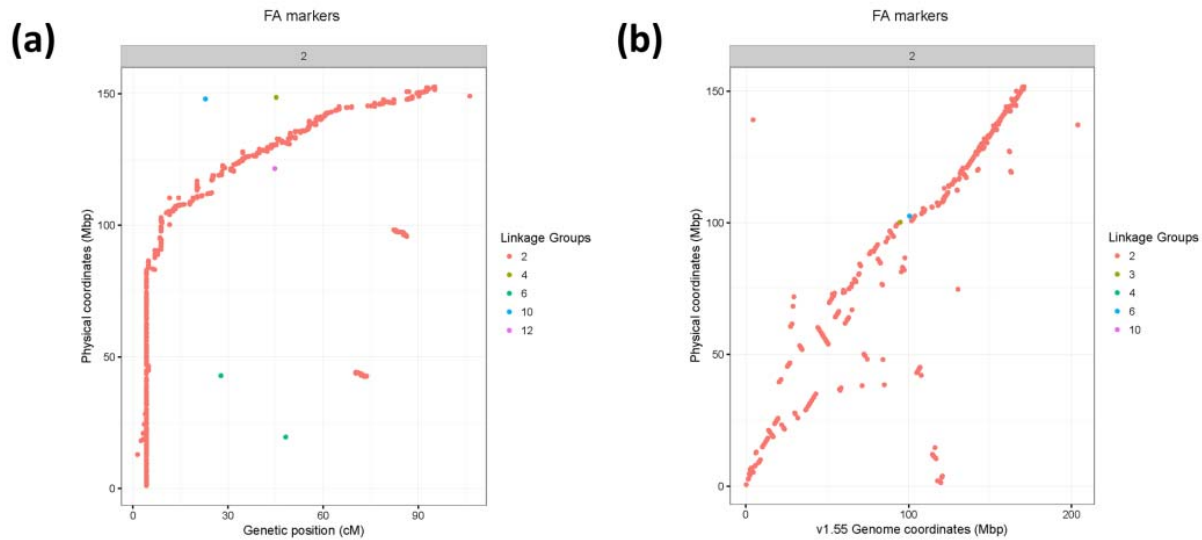 (a)
FA markers
2
Physical coordinates (Mbp)
150
100
50
0
0
30
60
90
Genetic position (cM)
Linkage Groups
2
4
6
10
12
(b)
FA markers
2
Physical coordinates (Mbp)
150
100
50
0
0
100
200
v1.55 Genome coordinates (Mbp)
Linkage Groups
2
3
4
6
10